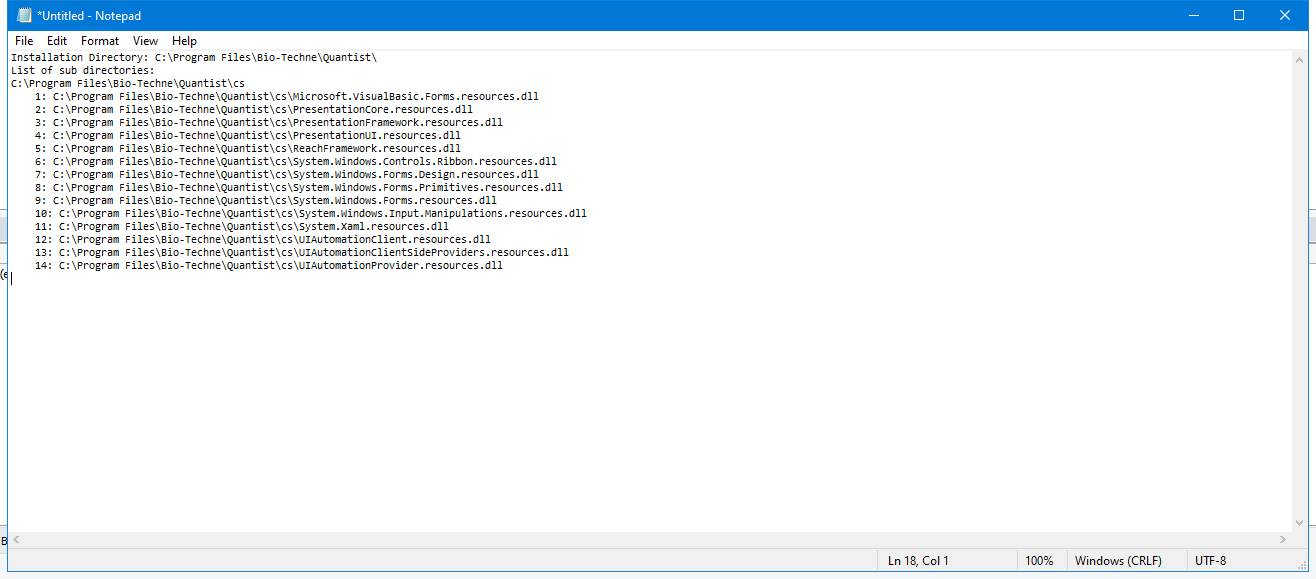 *Untitled - Notepad
File Edit Format View Help
Installation Directory: C:\Program Files\Bio-Techne\Quantist\
List of sub directories:
C:\Program Files\Bio-Techne\Quantist\cs
1: C:\Program Files\Bio-Techne\Quantist\cs\Microsoft.VisualBasic.Forms.resources.dll
2: C:\Program Files\Bio-Techne\Quantist\cs\PresentationCore.resources.dll
3: C:\Program Files\Bio-Techne\Quantist\cs\PresentationFramework.resources.dll
4: C:\Program Files\Bio-Techne\Quantist\cs\PresentationUI.resources.dll
5: C:\Program Files\Bio-Techne\Quantist\cs\ReachFramework.resources.dll
6: C:\Program Files\Bio-Techne\Quantist\cs\System.Windows.Controls.Ribbon.resources.dll
7: C:\Program Files\Bio-Techne\Quantist\cs\System.Windows.Forms.Design.resources.dll
8: C:\Program Files\Bio-Techne\Quantist\cs\System.Windows.Forms.Primitives.resources.dll
9: C:\Program Files\Bio-Techne\Quantist\cs\System.Windows.Forms.resources.dll
10: C:\Program Files\Bio-Techne\Quantist\cs\System.Windows.Input.Manipulations.resources.dll
11: C:\Program Files\Bio-Techne\Quantist\cs\System.Xaml.resources.dll
12: C:\Program Files\Bio-Techne\Quantist\cs\UIAutomationClient.resources.dll
13: C:\Program Files\Bio-Techne\Quantist\cs\UIAutomationClientSideProviders.resources.dll
14: C:\Program Files\Bio-Techne\Quantist\cs\UIAutomationProvider.resources.dll
Ln 18, Col 1 100% Windows (CRLF) UTF-8